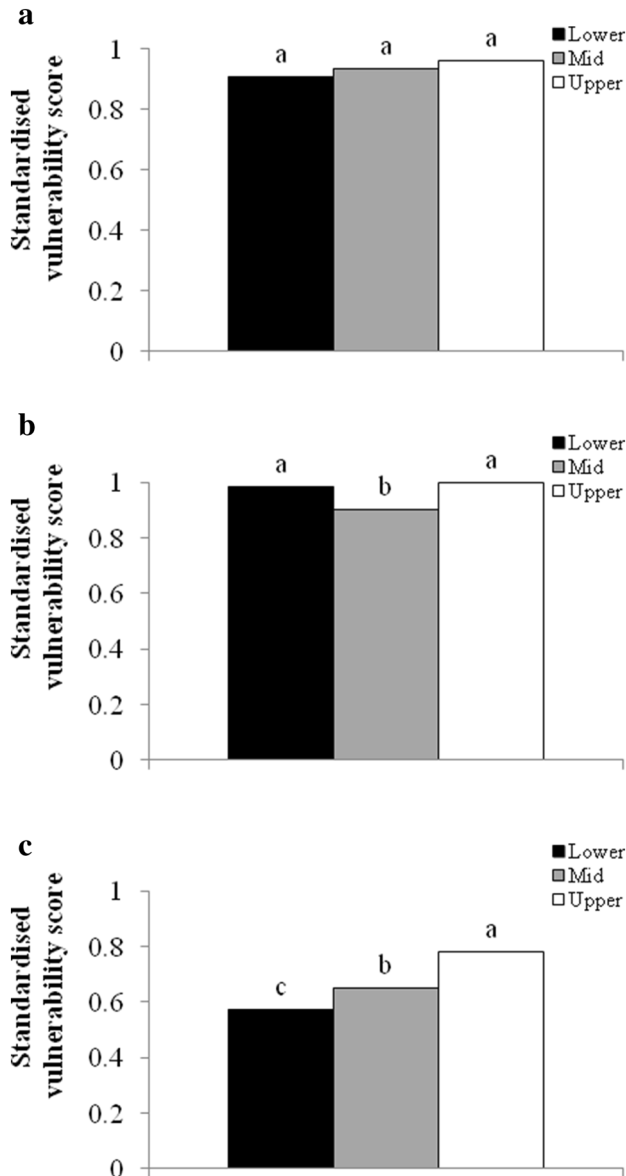 a
Standardised
vulnerability score
1
0.8
0.6
0.4
0.2
0
a
a
a
Lower
Mid
Upper
b
Standardised
vulnerability score
1
0.8
0.6
0.4
0.2
0
a
b
a
Lower
Mid
Upper
c
Standardised
vulnerability score
1
0.8
0.6
0.4
0.2
0
c
b
a
Lower
Mid
Upper